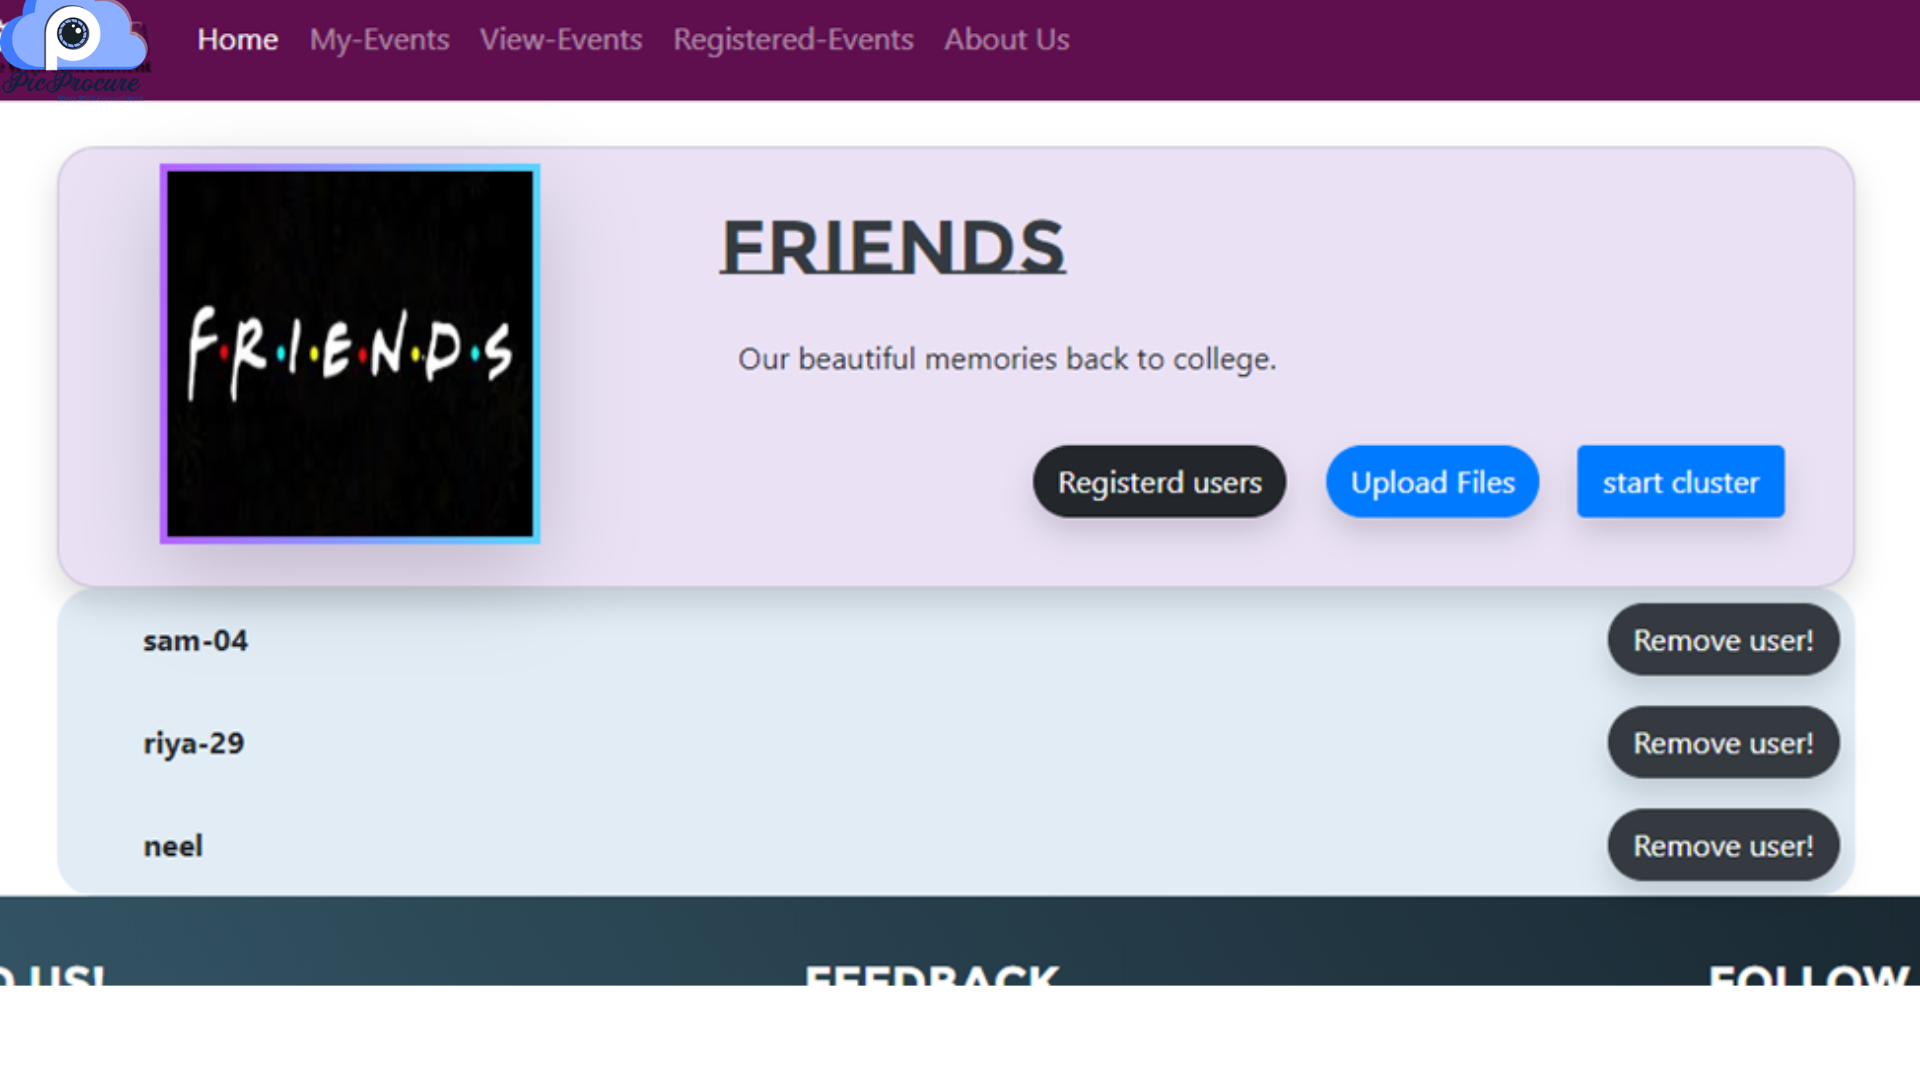 Home My-Events View-Events Registered-Events About Us
PicProcure
F.R.I.E.N.D.S
FRIENDS
Our beautiful memories back to college.
Registerd users Upload Files start cluster
sam-04 Remove user!
riya-29 Remove user!
neel Remove user!
US! FEEDBACK FOLLOW